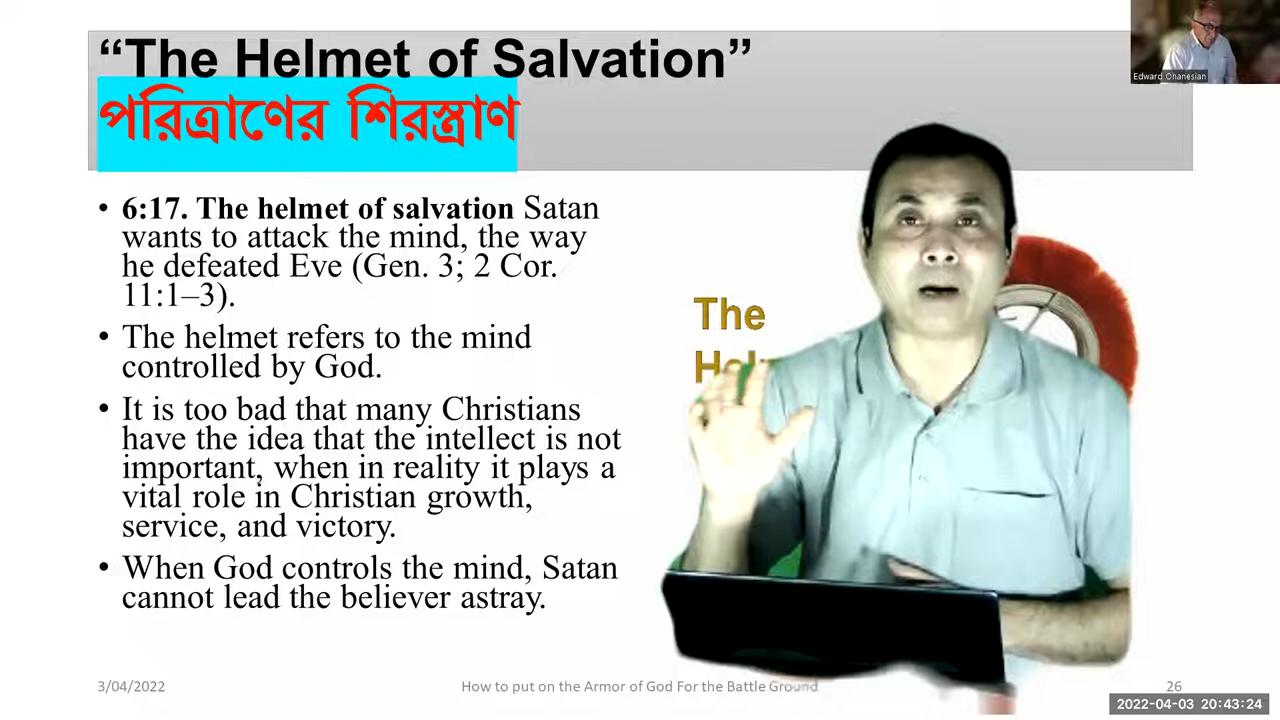 “The Helmet of Salvation”
পরিত্রাণের শিরস্ত্রাণ
Edward Ohanesian
• 6:17. The helmet of salvation Satan
wants to attack the mind, the way
he defeated Eve (Gen. 3; 2 Cor.
11:1–3).
• The helmet refers to the mind
controlled by God.
• It is too bad that many Christians
have the idea that the intellect is not
important, when in reality it plays a
vital role in Christian growth,
service, and victory.
• When God controls the mind, Satan
cannot lead the believer astray.
The
3/04/2022
How to put on the Armor of God For the Battle Ground
26
2022-04-03 20:43:24